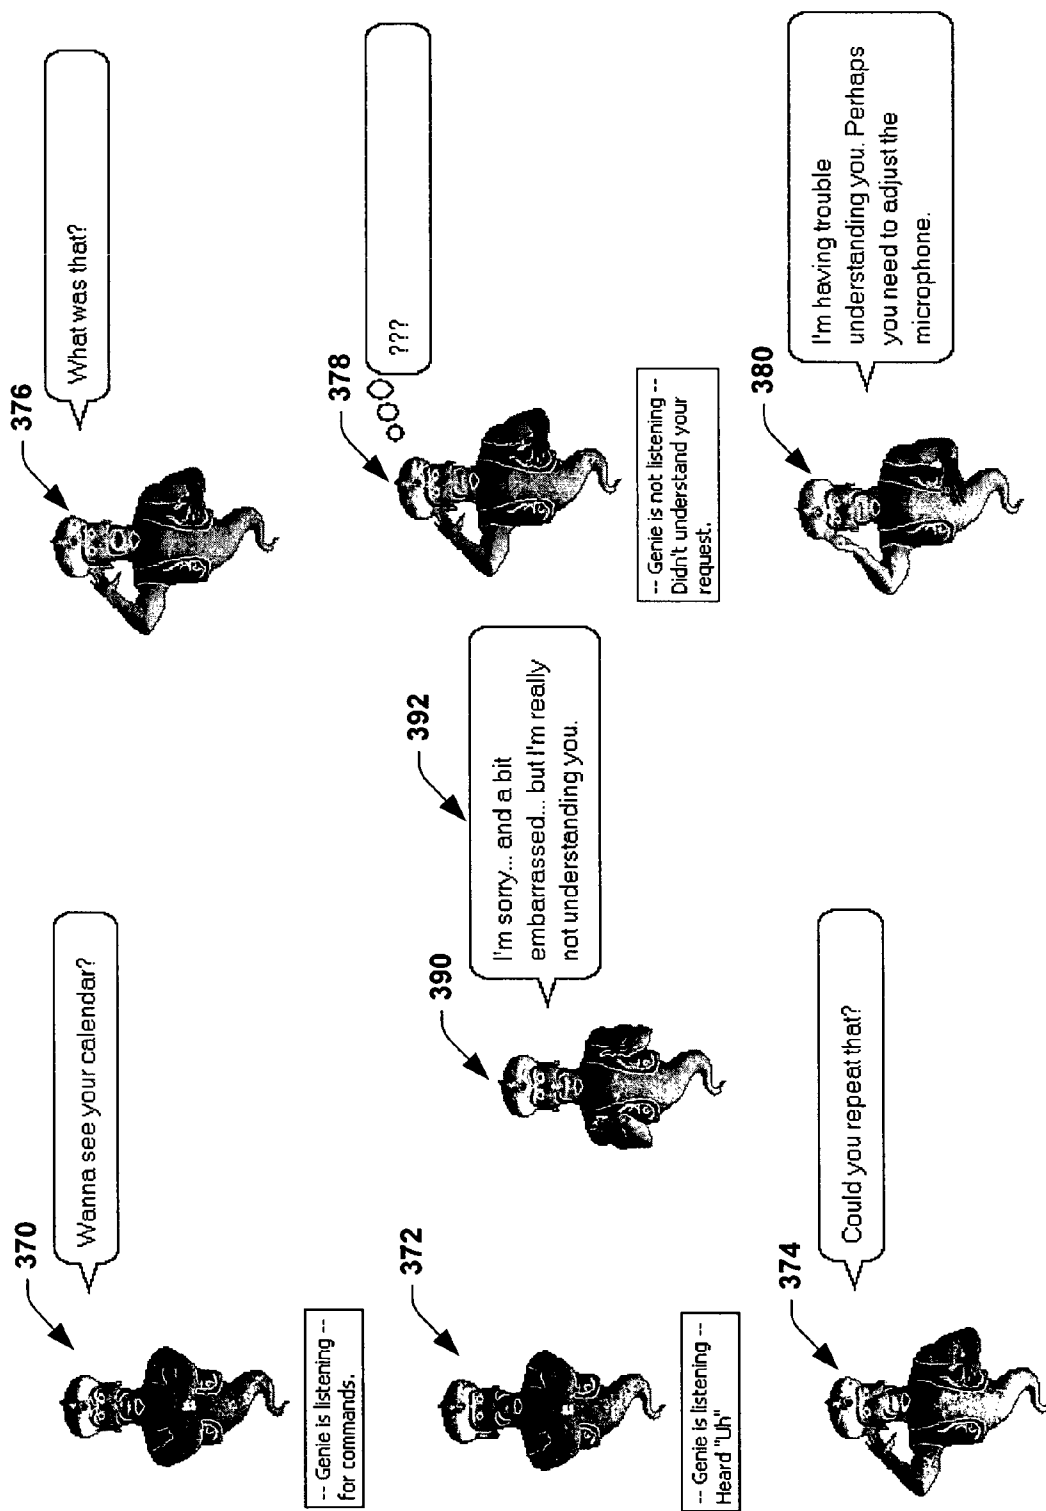 370
Wanna see your calendar?
-- Genie is listening --
for commands.
372
-- Genie is listening --
Heard "Uh"
374
Could you repeat that?
390
392
I'm sorry... and a bit
embarrassed... but I'm really
not understanding you.
376
What was that?
378
???
-- Genie is not listening --
Didn't understand your
request.
380
I'm having trouble
understanding you. Perhaps
you need to adjust the
microphone.